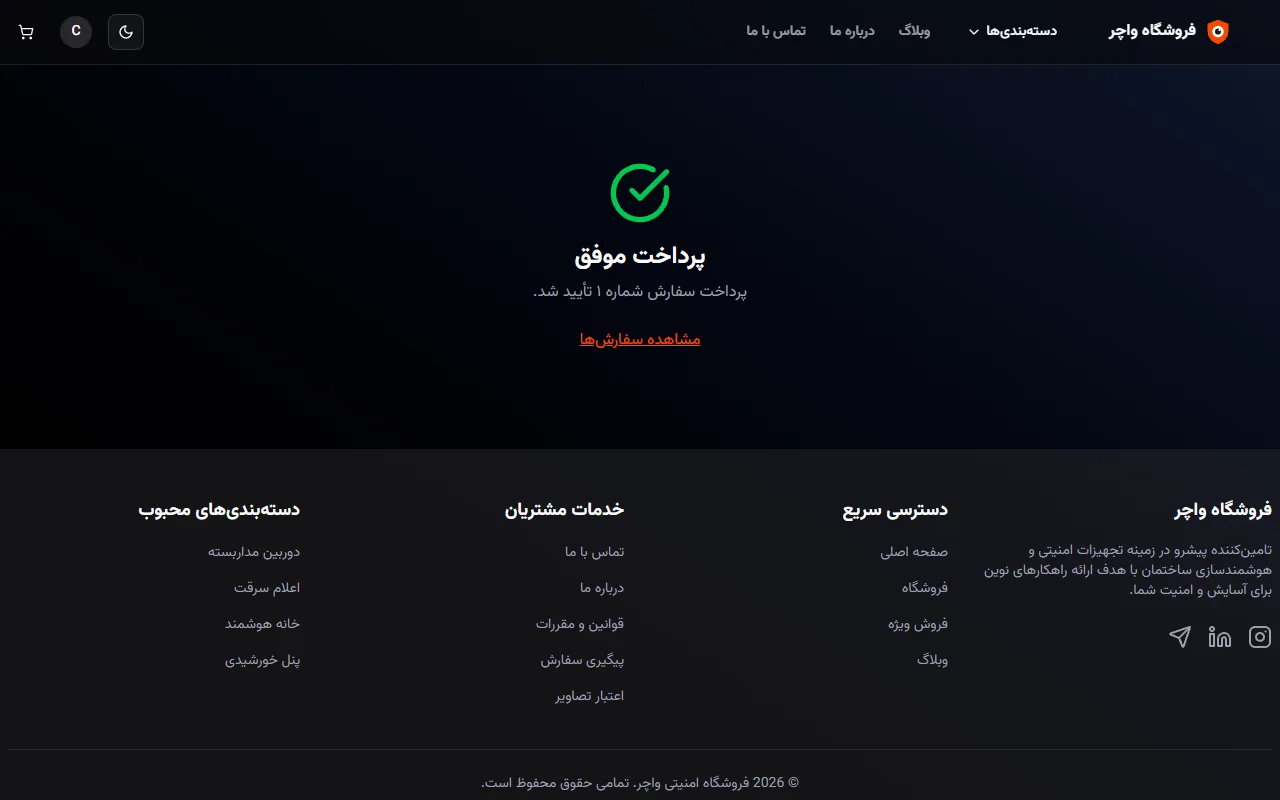 فروشگاه واچر
دسته‌بندی‌ها
وبلاگ
درباره ما
تماس با ما
C
پرداخت موفق
پرداخت سفارش شماره ۱ تأیید شد.
مشاهده سفارش‌ها
فروشگاه واچر
تامین‌کننده پیشرو در زمینه تجهیزات امنیتی و
هوشمندسازی ساختمان با هدف ارائه راهکارهای نوین
برای آسایش و امنیت شما.
دسترسی سریع
صفحه اصلی
فروشگاه
فروش ویژه
وبلاگ
خدمات مشتریان
تماس با ما
درباره ما
قوانین و مقررات
پیگیری سفارش
اعتبار تصاویر
دسته‌بندی‌های محبوب
دوربین مداربسته
اعلام سرقت
خانه هوشمند
پنل خورشیدی
© 2026 فروشگاه امنیتی واچر. تمامی حقوق محفوظ است.